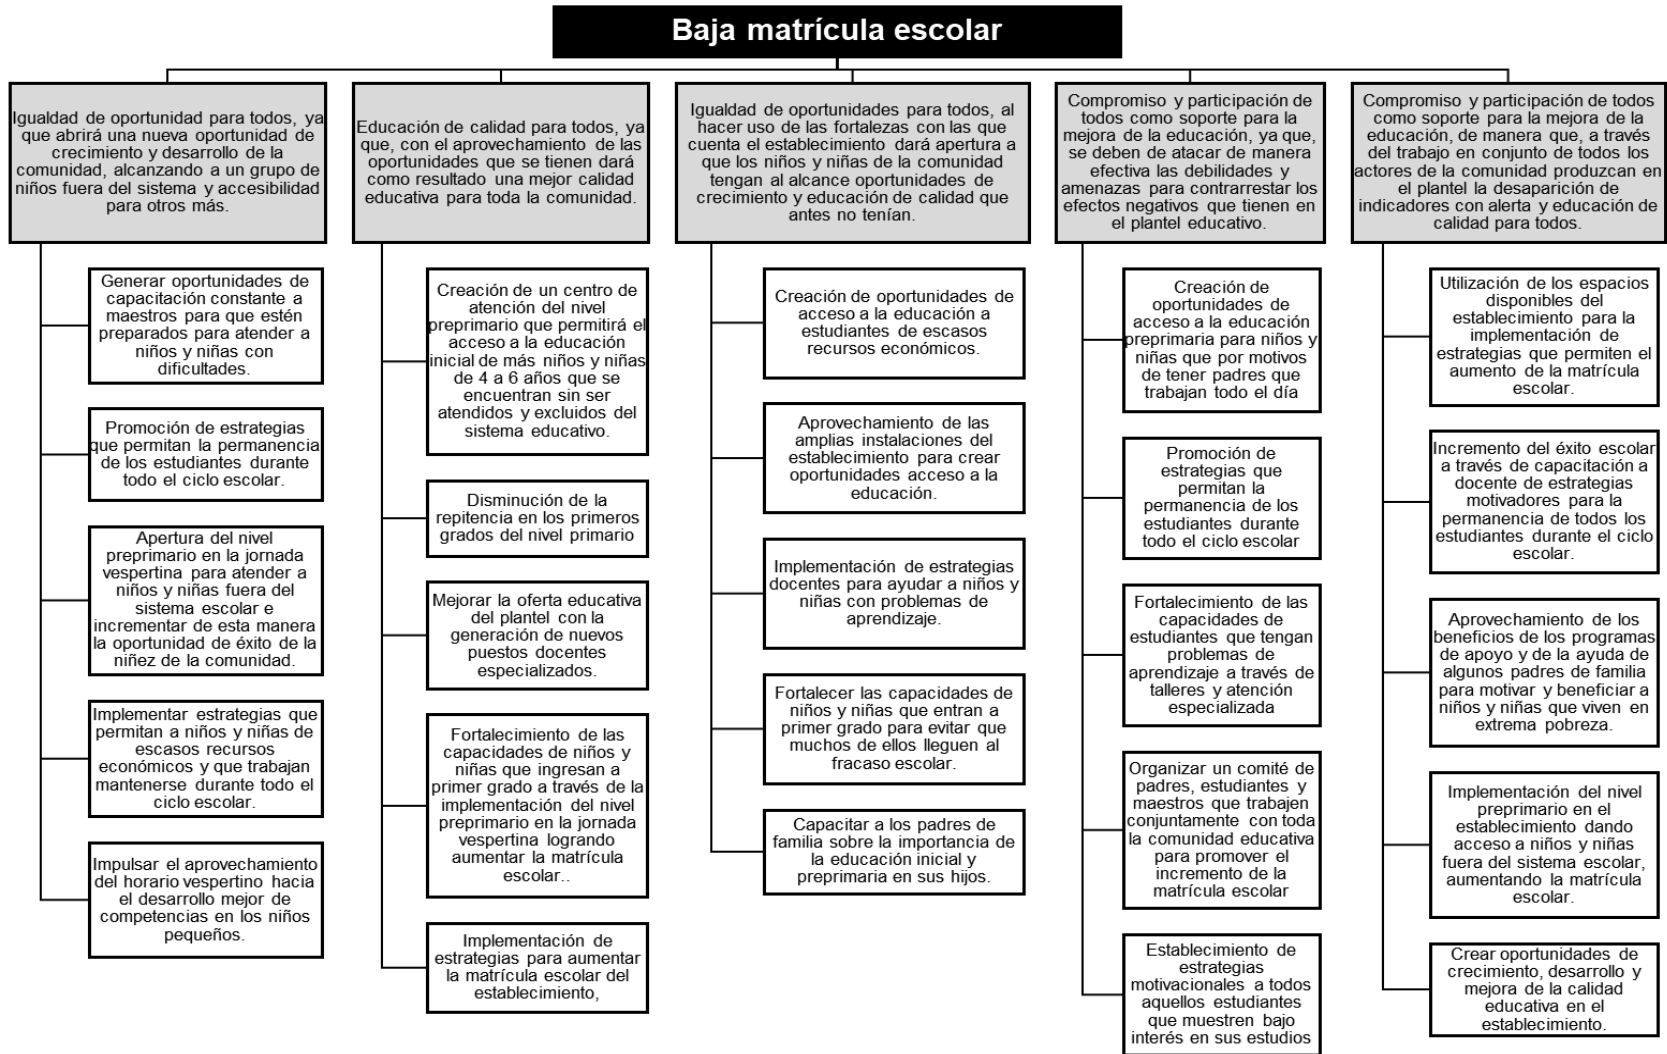 Baja matrícula escolar
Igualdad de oportunidad para todos, ya
que abrirá una nueva oportunidad de
crecimiento y desarrollo de la
comunidad, alcanzando a un grupo de
niños fuera del sistema y accesibilidad
para otros más.
Generar oportunidades de
capacitación constante a
maestros para que estén
preparados para atender a
niños y niñas con
dificultades.
Promoción de estrategias
que permitan la permanencia
de los estudiantes durante
todo el ciclo escolar.
Apertura del nivel
preprimario en la jornada
vespertina para atender a
niños y niñas fuera del
sistema escolar e
incrementar de esta manera
la oportunidad de éxito de la
niñez de la comunidad.
Implementar estrategias que
permitan a niños y niñas de
escasos recursos
económicos y que trabajan
mantenerse durante todo el
ciclo escolar.
Impulsar el aprovechamiento
del horario vespertino hacia
el desarrollo mejor de
competencias en los niños
pequeños.
Educación de calidad para todos, ya
que, con el aprovechamiento de las
oportunidades que se tienen dará
como resultado una mejor calidad
educativa para toda la comunidad.
Creación de un centro de
atención del nivel
preprimario que permitirá el
acceso a la educación
inicial de más niños y niñas
de 4 a 6 años que se
encuentran sin ser
atendidos y excluidos del
sistema educativo.
Disminución de la
repitencia en los primeros
grados del nivel primario
Mejorar la oferta educativa
del plantel con la
generación de nuevos
puestos docentes
especializados.
Fortalecimiento de las
capacidades de niños y
niñas que ingresan a
primer grado a través de la
implementación del nivel
preprimario en la jornada
vespertina logrando
aumentar la matrícula
escolar..
Implementación de
estrategias para aumentar
la matrícula escolar del
establecimiento,
Igualdad de oportunidades para todos, al
hacer uso de las fortalezas con las que
cuenta el establecimiento dará apertura a
que los niños y niñas de la comunidad
tengan al alcance oportunidades de
crecimiento y educación de calidad que
antes no tenían.
Creación de oportunidades de
acceso a la educación a
estudiantes de escasos
recursos económicos.
Aprovechamiento de las
amplias instalaciones del
establecimiento para crear
oportunidades acceso a la
educación.
Implementación de estrategias
docentes para ayudar a niños y
niñas con problemas de
aprendizaje.
Fortalecer las capacidades de
niños y niñas que entran a
primer grado para evitar que
muchos de ellos lleguen al
fracaso escolar.
Capacitar a los padres de
familia sobre la importancia de
la educación inicial y
preprimaria en sus hijos.
Compromiso y participación de
todos como soporte para la
mejora de la educación, ya que,
se deben de atacar de manera
efectiva las debilidades y
amenazas para contrarrestar los
efectos negativos que tienen en
el plantel educativo.
Creación de
oportunidades de
acceso a la educación
preprimaria para niños y
niñas que por motivos
de tener padres que
trabajan todo el día
Promoción de
estrategias que
permitan la
permanencia de los
estudiantes durante
todo el ciclo escolar
Fortalecimiento de las
capacidades de
estudiantes que tengan
problemas de
aprendizaje a través de
talleres y atención
especializada
Organizar un comité de
padres, estudiantes y
maestros que trabajen
conjuntamente con toda
la comunidad educativa
para promover el
incremento de la
matrícula escolar
Establecimiento de
estrategias
motivacionales a todos
aquellos estudiantes
que muestren bajo
interés en sus estudios
Compromiso y participación de todos
como soporte para la mejora de la
educación, de manera que, a través
del trabajo en conjunto de todos los
actores de la comunidad produzcan en
el plantel la desaparición de
indicadores con alerta y educación de
calidad para todos.
Utilización de los espacios
disponibles del
establecimiento para la
implementación de
estrategias que permiten el
aumento de la matrícula
escolar.
Incremento del éxito escolar
a través de capacitación a
docente de estrategias
motivadores para la
permanencia de todos los
estudiantes durante el ciclo
escolar.
Aprovechamiento de los
beneficios de los programas
de apoyo y de la ayuda de
algunos padres de familia
para motivar y beneficiar a
niños y niñas que viven en
extrema pobreza.
Implementación del nivel
preprimario en el
establecimiento dando
acceso a niños y niñas
fuera del sistema escolar,
aumentando la matrícula
escolar.
Crear oportunidades de
crecimiento, desarrollo y
mejora de la calidad
educativa en el
establecimiento.